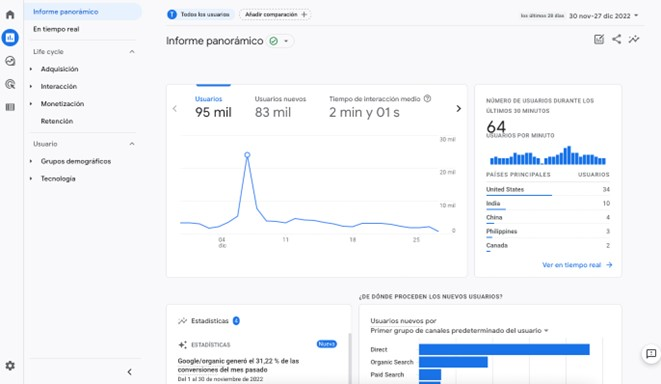 Informe panorámico
En tiempo real
Life cycle
Adquisición
Interacción
Monetización
Retención
Usuario
Grupos demográficos
Tecnología
T Todos los usuarios
Añadir comparación +
los últimos 28 días 30 nov-27 dic 2022
Informe panorámico
Usuarios
95 mil
Usuarios nuevos
83 mil
Tiempo de interacción medio
2 min y 01 s
30 mil
20 mil
10 mil
0
04
dic
11
18
25
NÚMERO DE USUARIOS DURANTE LOS
ÚLTIMOS 30 MINUTOS
64
USUARIOS POR MINUTO
PAÍSES PRINCIPALES USUARIOS
United States 34
India 10
China 4
Philippines 3
Canada 2
Ver en tiempo real
¿DE DÓNDE PROCEDEN LOS NUEVOS USUARIOS?
Estadísticas 4
ESTADÍSTICAS
Nuevo
Google/organic generó el 31,22 % de las
conversiones del mes pasado
Del 1 al 30 de noviembre de 2022
Usuarios nuevos por
Primer grupo de canales predeterminado del usuario
Direct
Organic Search
Paid Search